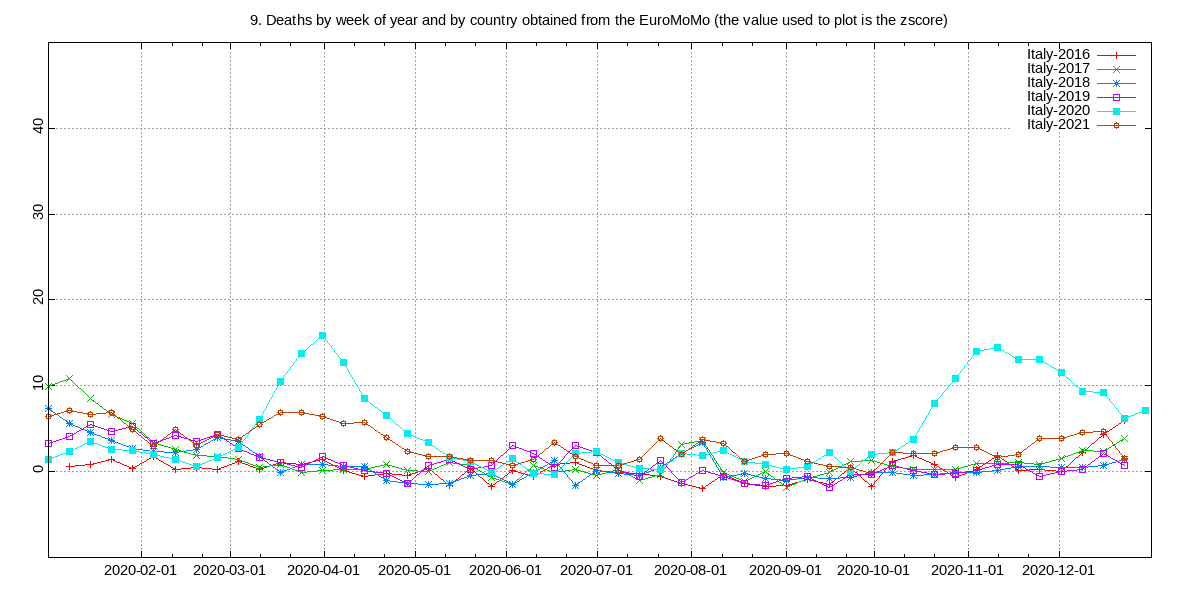 9. Deaths by week of year and by country obtained from the EuroMoMo (the value used to plot is the zscore)
Italy-2016
Italy-2017
Italy-2018
Italy-2019
Italy-2020
Italy-2021
40
30
20
10
0
2020-02-01 2020-03-01 2020-04-01 2020-05-01 2020-06-01 2020-07-01 2020-08-01 2020-09-01 2020-10-01 2020-11-01 2020-12-01